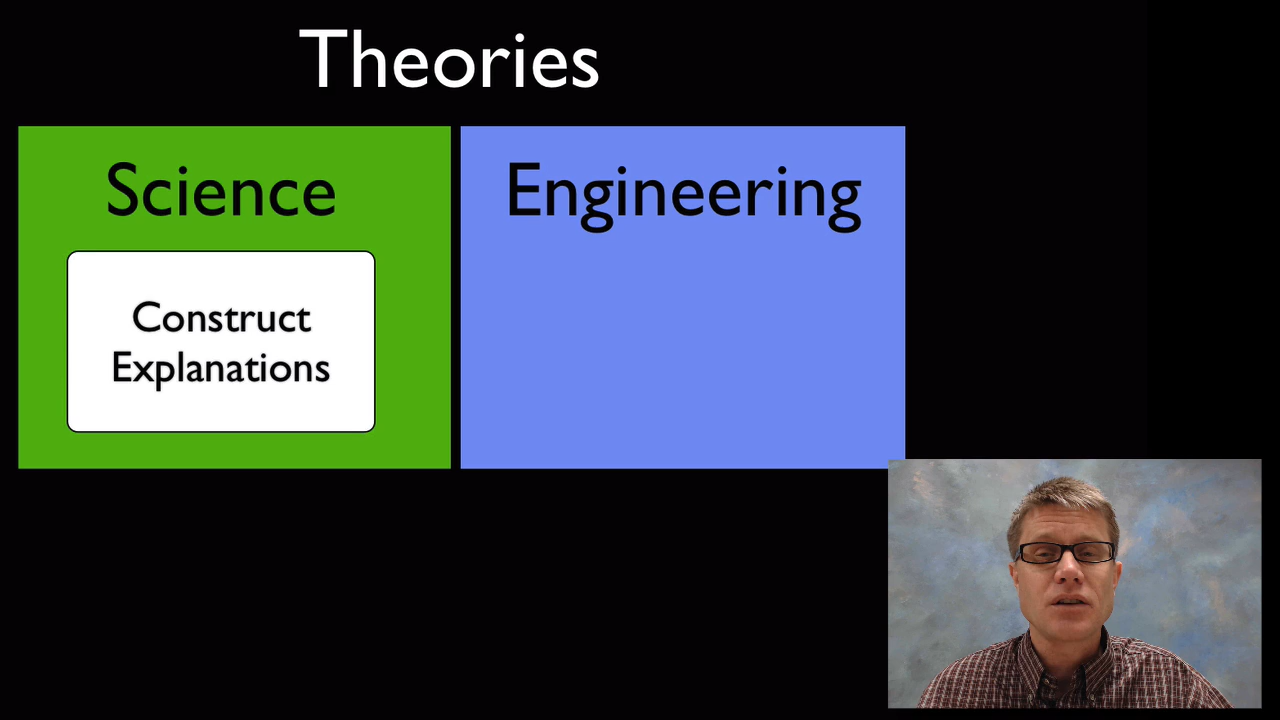 Theories
Science
Engineering
Construct
Explanations